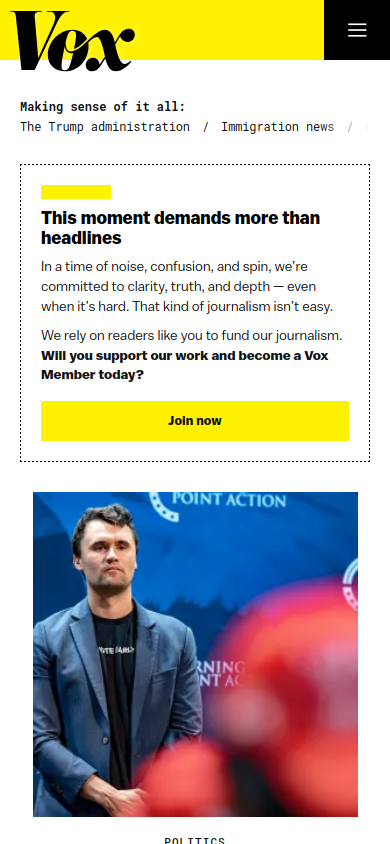 Vox
Making sense of it all:
The Trump administration / Immigration news /
This moment demands more than
headlines
In a time of noise, confusion, and spin, we're
committed to clarity, truth, and depth — even
when it's hard. That kind of journalism isn't easy.
We rely on readers like you to fund our journalism.
Will you support our work and become a Vox
Member today?
Join now
POINT ACTION
POLITICS